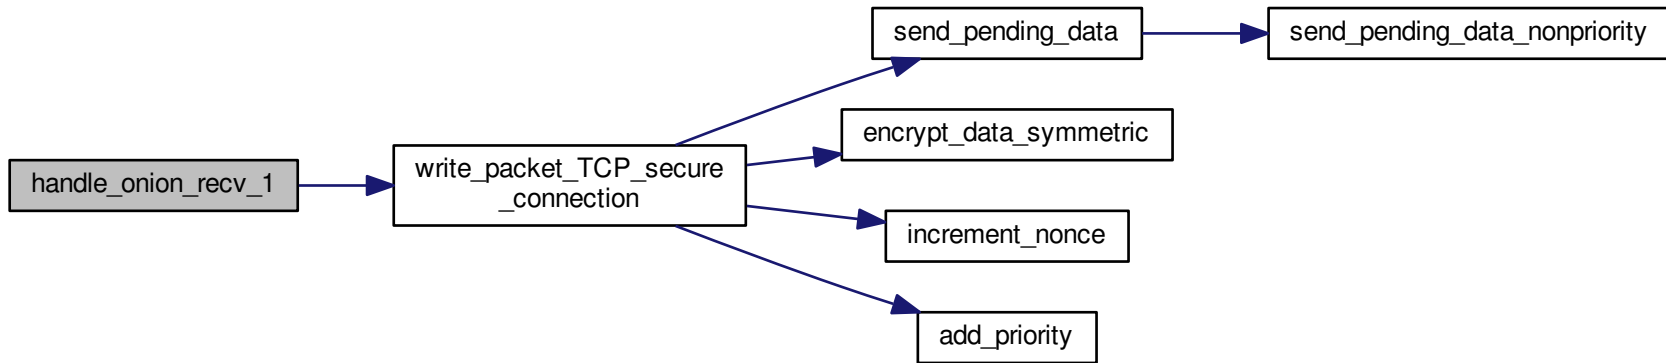 handle_onion_recv_1
write_packet_TCP_secure
_connection
send_pending_data
send_pending_data_nonpriority
encrypt_data_symmetric
increment_nonce
add_priority